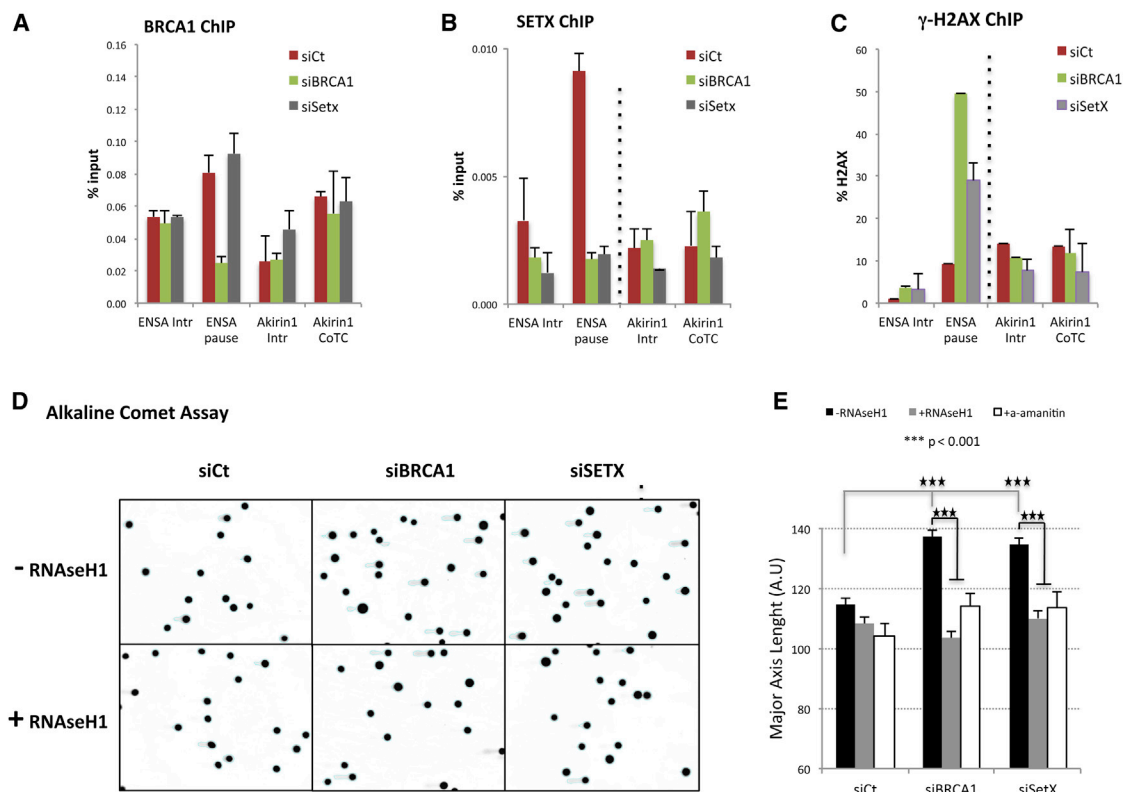 A
BRCA1 ChIP
% input
0.16
0.14
0.12
0.10
0.08
0.06
0.04
0.02
0.00
siCt
siBRCA1
siSetx
ENSA Intr
ENSA pause
Akirin1 Intr
Akirin1 CoTC
B
SETX ChIP
% input
0.010
0.005
0.000
siCt
siBRCA1
siSetx
ENSA Intr
ENSA pause
Akirin1 Intr
Akirin1 CoTC
C
γ-H2AX ChIP
% H2AX
60
50
40
30
20
10
0
siCt
siBRCA1
siSetX
ENSA Intr
ENSA pause
Akirin1 Intr
Akirin1 CoTC
D
Alkaline Comet Assay
siCt
siBRCA1
siSETX
- RNAseH1
+ RNAseH1
E
-RNAseH1
+RNAseH1
+a-amanitin
*** p < 0.001
★★★
★★★
★★★
★★★
Major Axis Lenght (A.U)
140
120
100
80
60
siCt
siBRCA1
siSetX